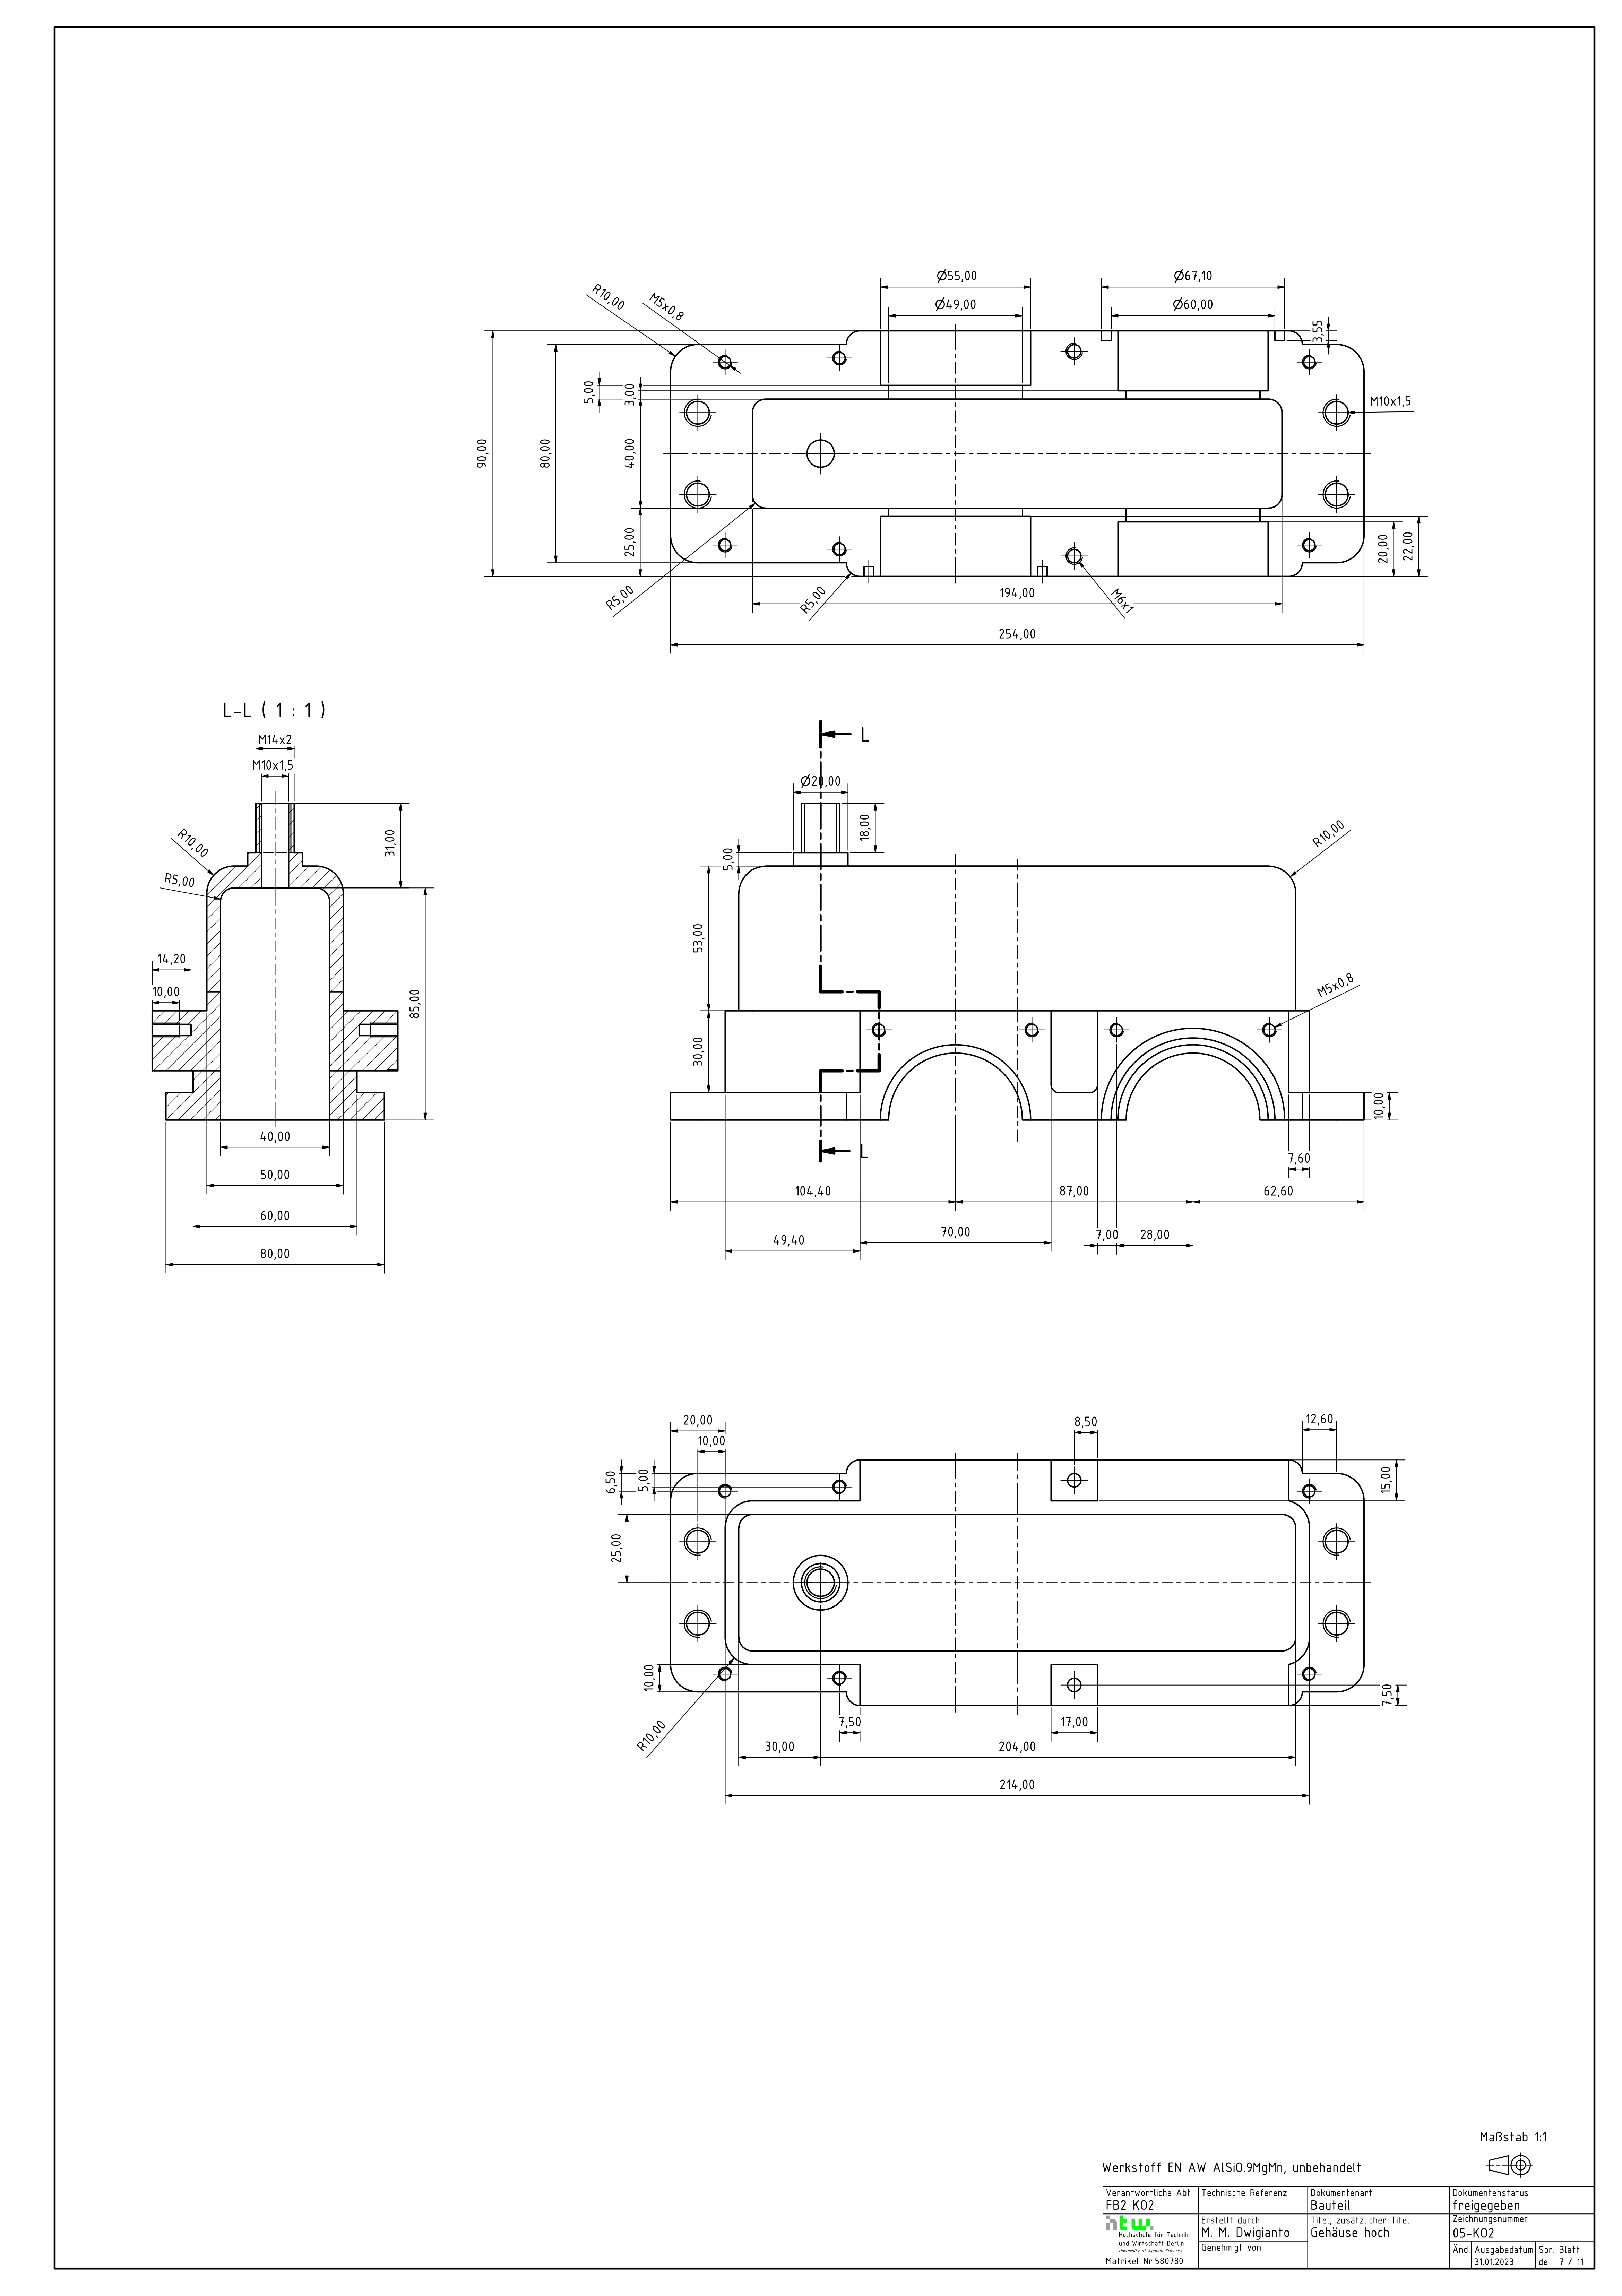 Ø55,00
Ø67,10
Ø49,00
Ø60,00
R10,00
M5x0,8
3,55
5,00
3,00
M10x1,5
90,00
80,00
40,00
25,00
20,00
22,00
R5,00
R5,00
194,00
M6x1
254,00
L-L ( 1 : 1 )
M14x2
M10x1,5
R10,00
R5,00
31,00
14,20
10,00
85,00
40,00
50,00
60,00
80,00
L
Ø20,00
18,00
5,00
R10,00
53,00
M5x0,8
30,00
10,00
L
7,60
104,40
87,00
62,60
49,40
70,00
7,00
28,00
20,00
10,00
8,50
12,60
6,50
5,00
15,00
25,00
10,00
7,50
R10,00
7,50
17,00
30,00
204,00
214,00
Maßstab 1:1
Werkstoff EN AW AlSi0.9MgMn, unbehandelt
Verantwortliche Abt.
FB2 KO2
Technische Referenz
Dokumentenart
Bauteil
Dokumentenstatus
freigegeben
htw.
Hochschule für Technik
und Wirtschaft Berlin
University of Applied Sciences
Matrikel Nr.580780
Erstellt durch
M. M. Dwigianto
Genehmigt von
Titel, zusätzlicher Titel
Gehäuse hoch
Zeichnungsnummer
05-KO2
Änd.
Ausgabedatum
31.01.2023
Spr.
de
Blatt
7 / 11